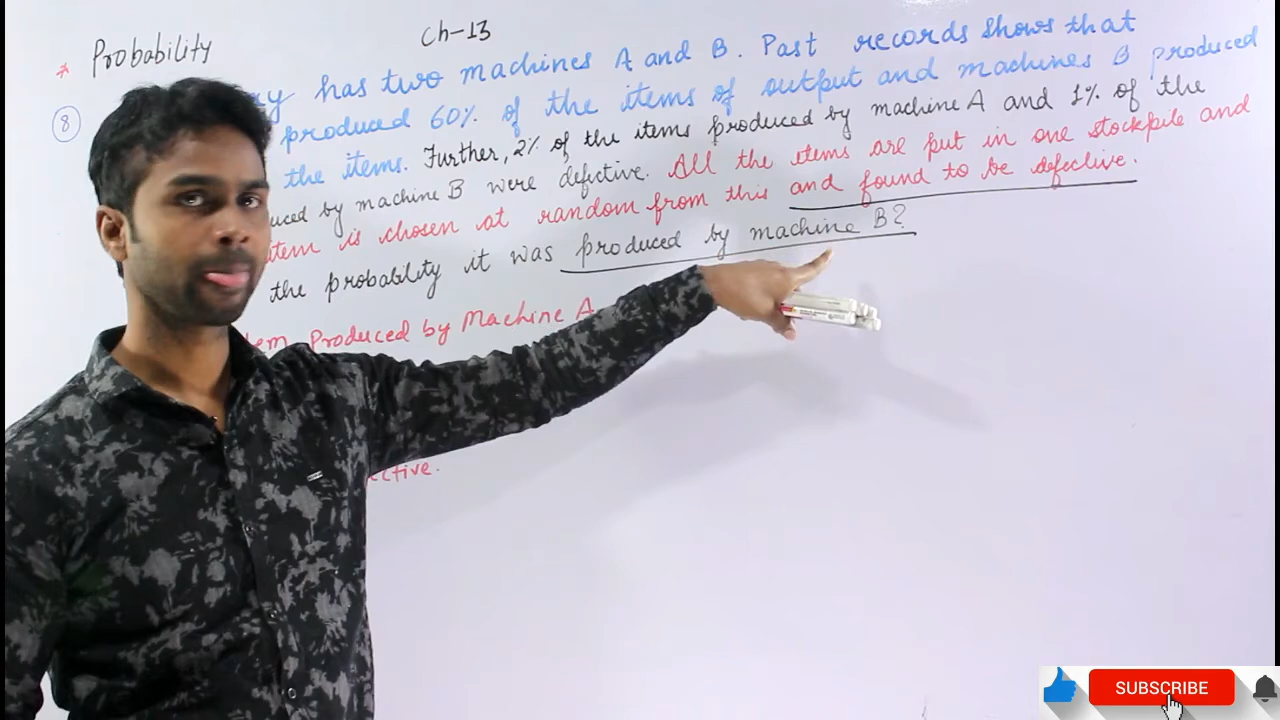 * Probability
Ch-13
8
has two machines A and B. Past records shows that
produced 60% of the items of output and machines B produced
the items. Further, 2% of the items produced by machine A and 1% of the
by machine B were defective. All the items are put in one stockpile and
item is chosen at random from this and found to be defective.
the probability it was produced by machine B?
Produced by Machine A
SUBSCRIBE